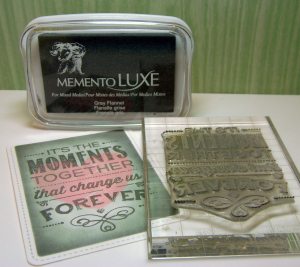 MEMENTO LUXE
For Mixed Media/Pour Mixtes des Médias/Por Medios Mixtos
Grey Flannel
Flanelle grise
IT'S THE
MOMENTS
TOGETHER
that change us
FOREVER